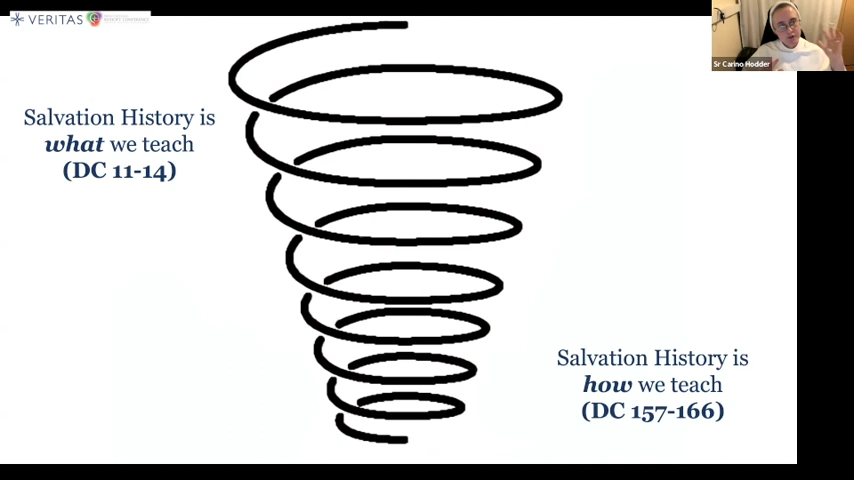 VERITAS
Sr Carino Hodder
Salvation History is
what we teach
(DC 11-14)
Salvation History is
how we teach
(DC 157-166)